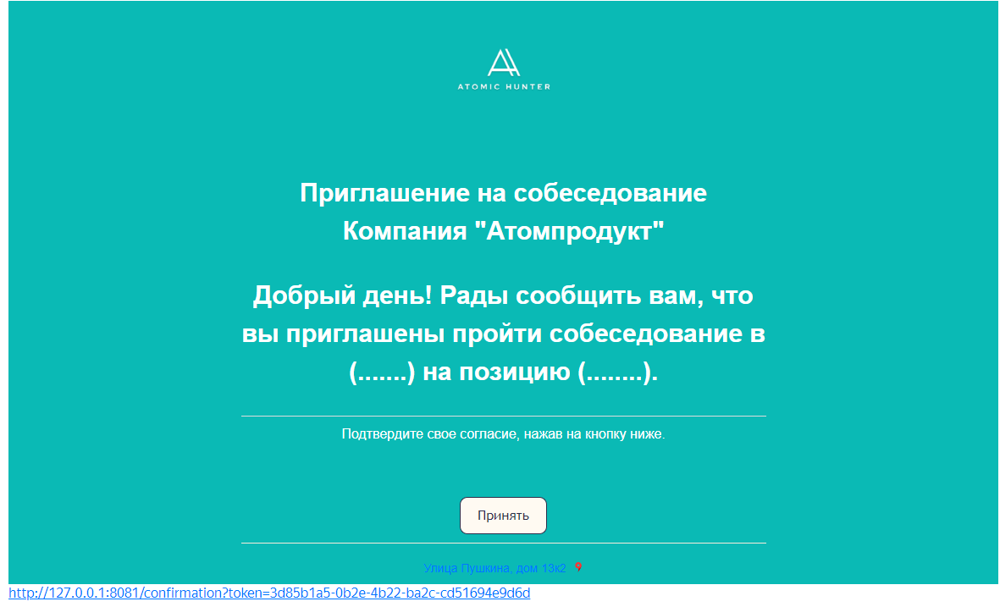 ATOMIC HUNTER
Приглашение на собеседование
Компания "Атомпродукт"
Добрый день! Рады сообщить вам, что
вы приглашены пройти собеседование в
(.......) на позицию (........).
Подтвердите свое согласие, нажав на кнопку ниже.
Принять
Улица Пушкина, дом 13к2
http://127.0.0.1:8081/confirmation?token=3d85b1a5-0b2e-4b22-ba2c-cd51694e9d6d